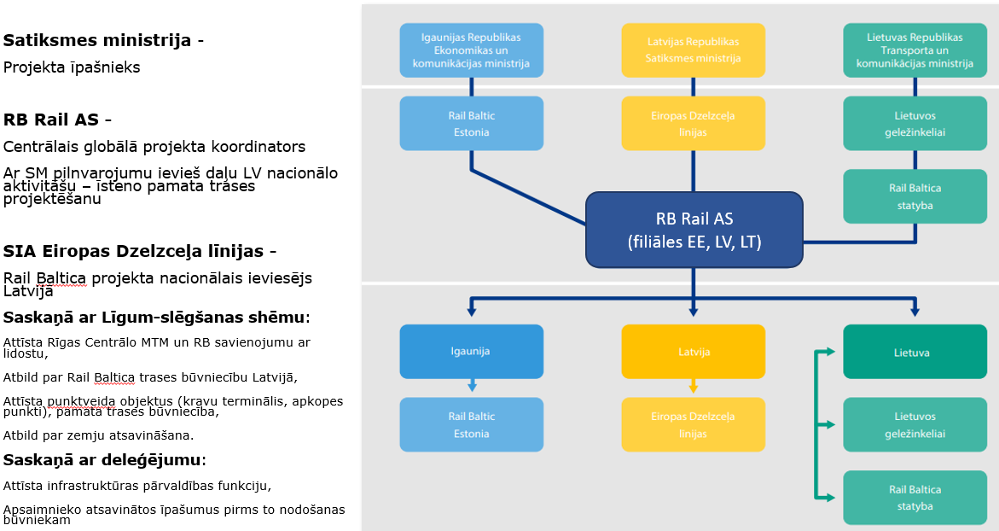 Satiksmes ministrija -
Projekta īpašnieks
RB Rail AS -
Centrālais globālā projekta koordinators
Ar SM pilnvarojumu ievieš daļu LV nacionālo
aktivitāšu – īsteno pamata trases
projektēšanu
SIA Eiropas Dzelzceļa līnijas -
Rail Baltica projekta nacionālais ieviesējs
Latvijā
Saskaņā ar Līgum-slēgšanas shēmu:
Attīsta Rīgas Centrālo MTM un RB savienojumu ar
lidostu,
Atbild par Rail Baltica trases būvniecību Latvijā,
Attīsta punktveida objektus (kravu terminālis, apkopes
punkti), pamata trases būvniecība,
Atbild par zemju atsavināšana.
Saskaņā ar deleģējumu:
Attīsta infrastruktūras pārvaldības funkciju,
Apsaimnieko atsavinātos īpašumus pirms to nodošanas
būvniekam
Igaunijas Republikas
Ekonomikas un
komunikācijas ministrija
Latvijas Republikas
Satiksmes ministrija
Lietuvas Republikas
Transporta un
komunikācijas ministrija
Rail Baltic
Estonia
Eiropas Dzelzceļa
līnijas
Lietuvos
geležinkeliai
Rail Baltica
statyba
RB Rail AS
(filiāles EE, LV, LT)
Igaunija
Latvija
Lietuva
Rail Baltic
Estonia
Eiropas Dzelzceļa
līnijas
Lietuvos
geležinkeliai
Rail Baltica
statyba